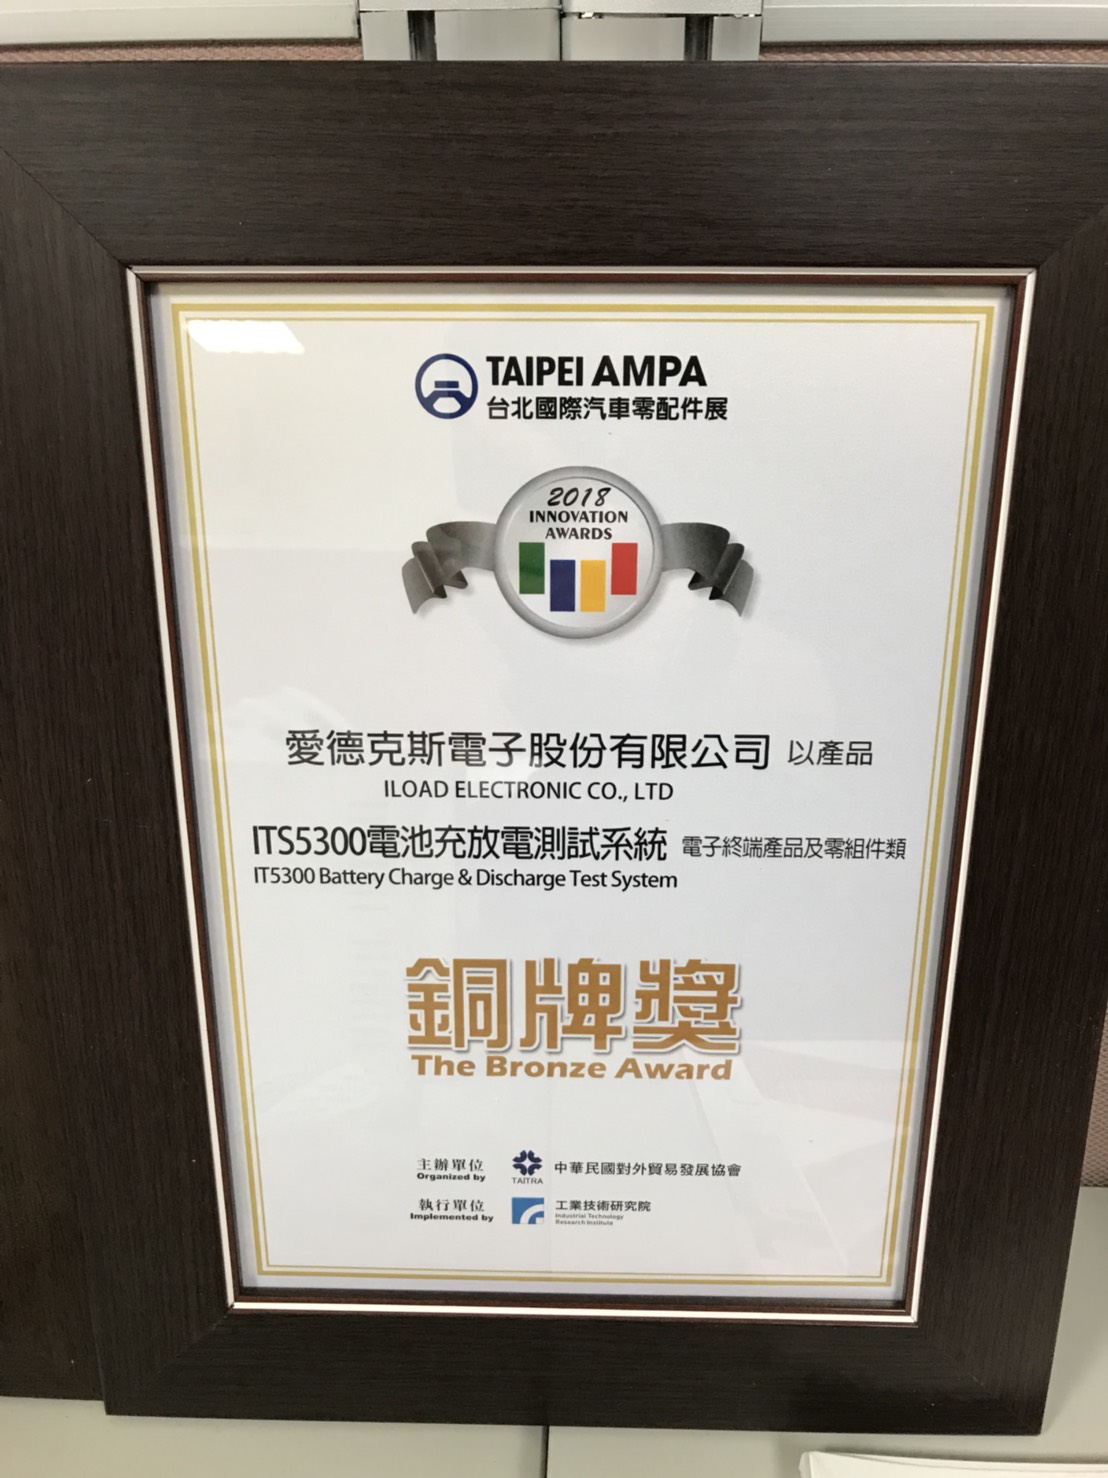 TAIPEI AMPA
台北國際汽車零配件展
2018
INNOVATION
AWARDS
愛德克斯電子股份有限公司 以產品
ILOAD ELECTRONIC CO., LTD
ITS5300電池充放電測試系統 電子終端產品及零組件類
IT5300 Battery Charge & Discharge Test System
銅牌獎
The Bronze Award
主辦單位 中華民國對外貿易發展協會
Organized by TAITRA
執行單位 工業技術研究院
Implemented by Industrial Technology
Research Institute